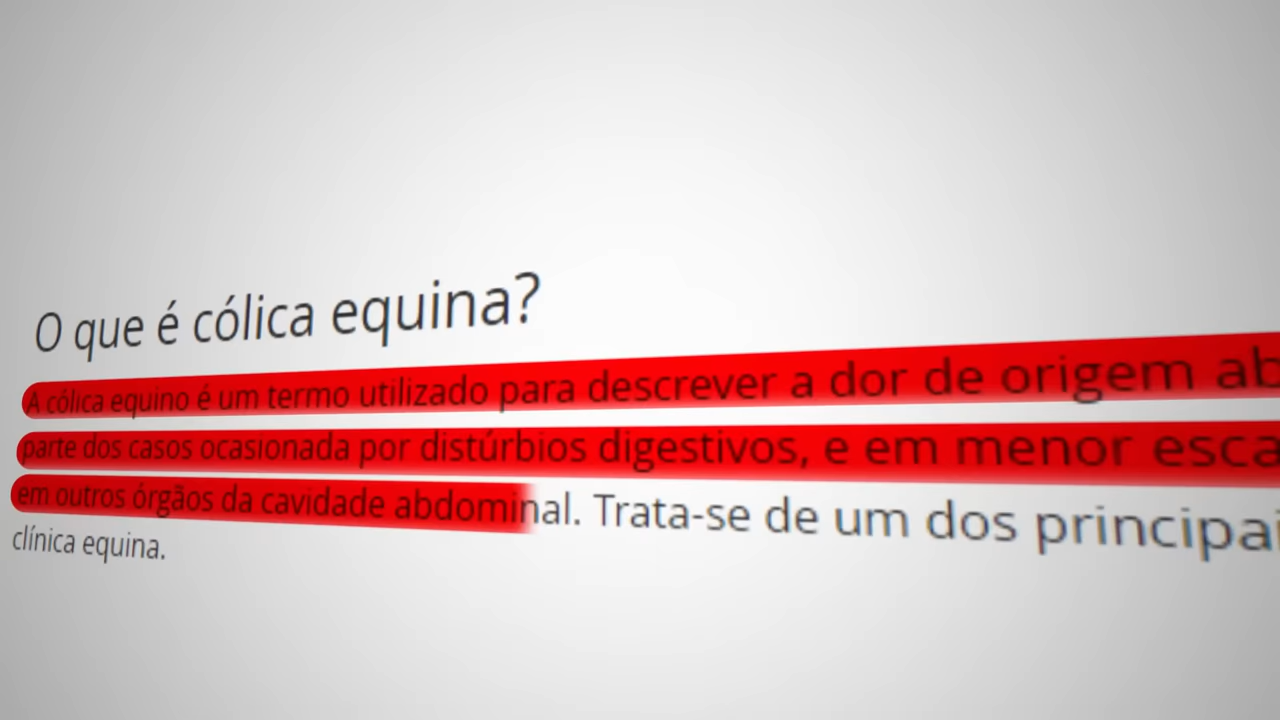 O que é cólica equina?
A cólica equino é um termo utilizado para descrever a dor de origem ab
parte dos casos ocasionada por distúrbios digestivos, e em menor esca
em outros órgãos da cavidade abdominal. Trata-se de um dos principai
clínica equina.